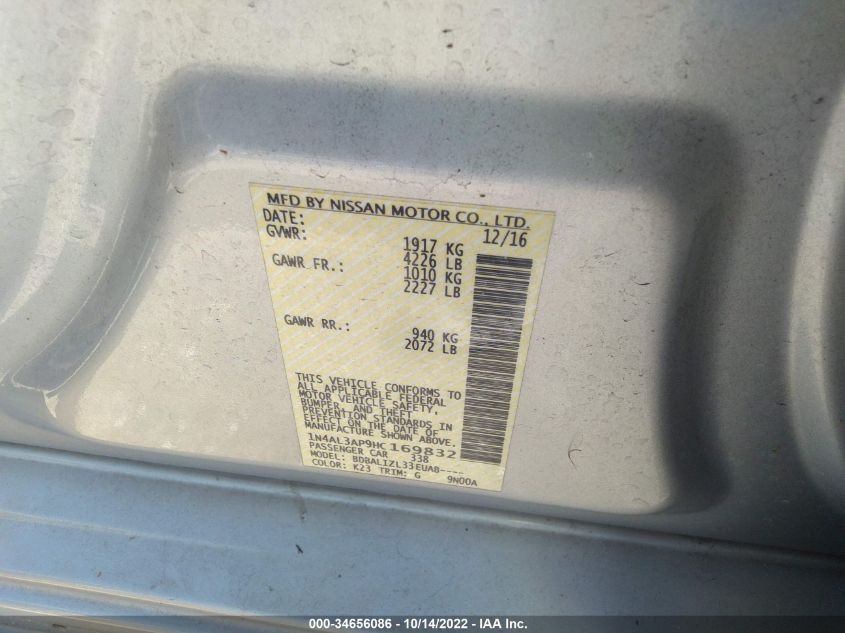 MFD BY NISSAN MOTOR CO., LTD.
DATE: 12/16
GVWR: 1917 KG
4226 LB
GAWR FR.: 1010 KG
2227 LB
GAWR RR.: 940 KG
2072 LB
THIS VEHICLE CONFORMS TO
ALL APPLICABLE FEDERAL
MOTOR VEHICLE SAFETY,
BUMPER, AND THEFT
PREVENTION STANDARDS IN
EFFECT ON THE DATE OF
MANUFACTURE SHOWN ABOVE.
1N4AL3AP9HC169832
PASSENGER CAR 338
MODEL: BDBALIZL33EUA8----
COLOR: K23 TRIM: G 9N00A
000-34656086 - 10/14/2022 - IAA Inc.